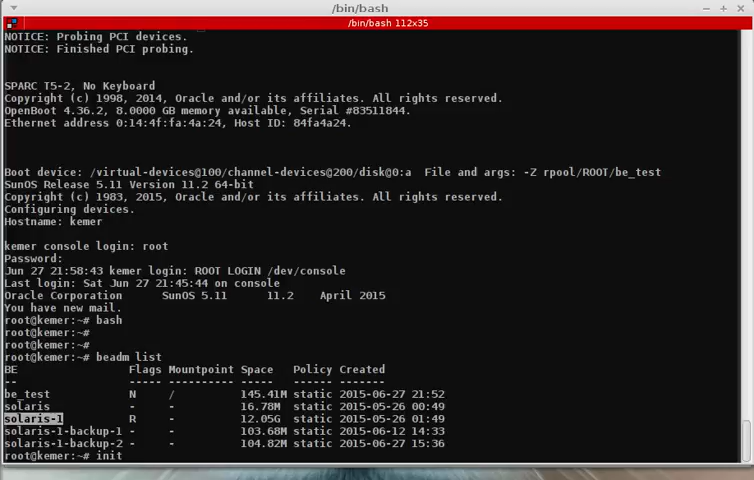 /bin/bash
/bin/bash 112x35
NOTICE: Probing PCI devices.
NOTICE: Finished PCI probing.
SPARC T5-2, No Keyboard
Copyright (c) 1998, 2014, Oracle and/or its affiliates. All rights reserved.
OpenBoot 4.36.2, 8.0000 GB memory available, Serial #83511844.
Ethernet address 0:14:4f:fa:4a:24, Host ID: 84fa4a24.
Boot device: /virtual-devices@100/channel-devices@200/disk@0:a  File and args: -Z rpool/ROOT/be_test
SunOS Release 5.11 Version 11.2 64-bit
Copyright (c) 1983, 2015, Oracle and/or its affiliates. All rights reserved.
Configuring devices.
Hostname: kemer
kemer console login: root
Password:
Jun 27 21:58:43 kemer login: ROOT LOGIN /dev/console
Last login: Sat Jun 27 21:45:44 on console
Oracle Corporation      SunOS 5.11      11.2    April 2015
You have new mail.
root@kemer:~# bash
root@kemer:~#
root@kemer:~#
root@kemer:~# beadm list
BE                 Flags Mountpoint Space   Policy Created
--                 ----- ---------- -----   ------ -------
be_test            N     /          145.41M static 2015-06-27 21:52
solaris            -     -          16.78M  static 2015-05-26 00:49
solaris-1          R     -          12.05G  static 2015-05-26 01:49
solaris-1-backup-1 -     -          103.68M static 2015-06-12 14:33
solaris-1-backup-2 -     -          104.82M static 2015-06-27 15:36
root@kemer:~# init